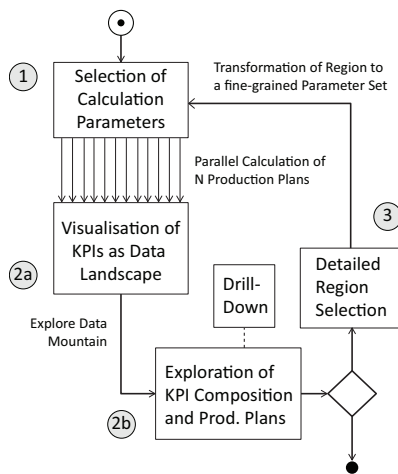 1
Selection of
Calculation
Parameters
Transformation of Region to
a fine-grained Parameter Set
Parallel Calculation of
N Production Plans
2a
Visualisation of
KPIs as Data
Landscape
3
Detailed
Region
Selection
Drill-
Down
Explore Data
Mountain
2b
Exploration of
KPI Composition
and Prod. Plans